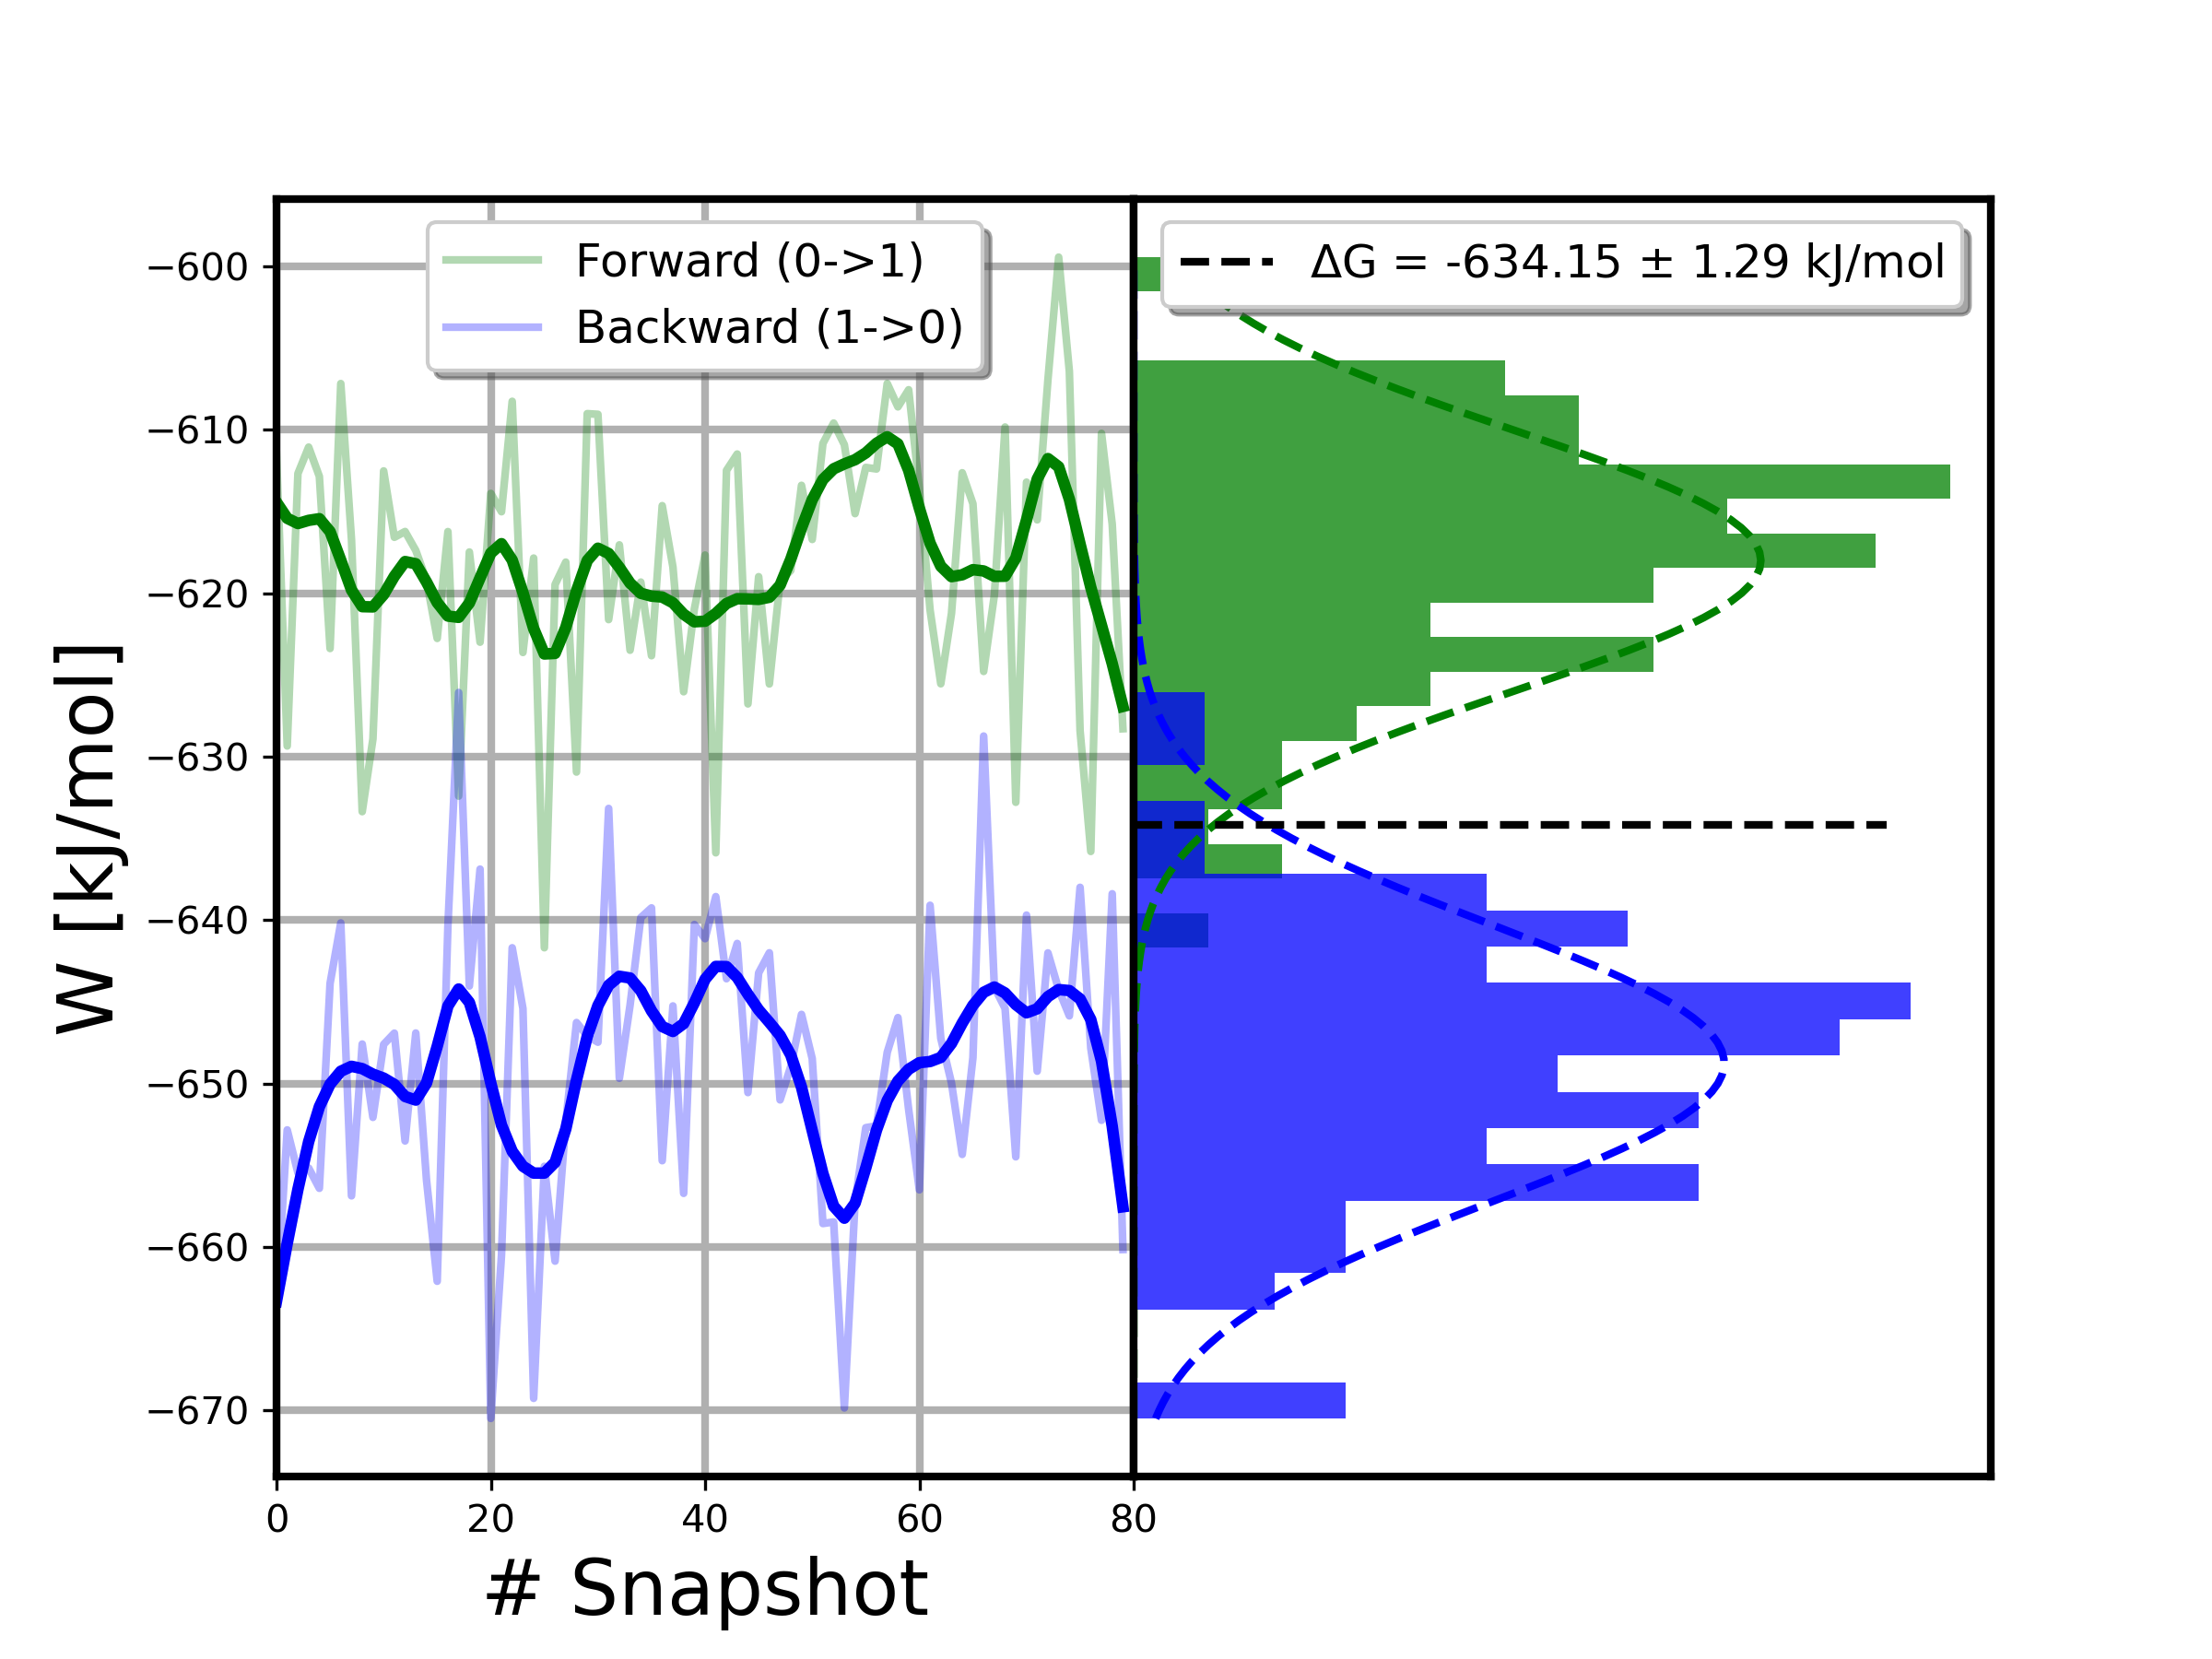 Forward (0->1)
Backward (1->0)
ΔG = -634.15 ± 1.29 kJ/mol
W [kJ/mol]
−600
−610
−620
−630
−640
−650
−660
−670
0 20 40 60 80
# Snapshot